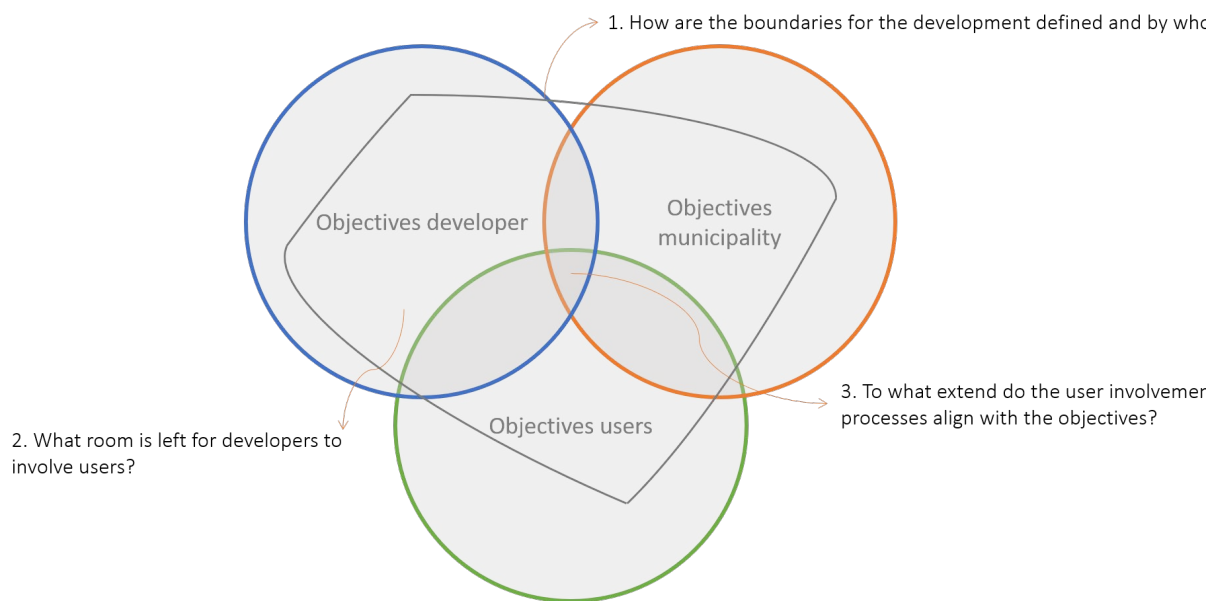 1. How are the boundaries for the development defined and by who
Objectives developer
Objectives
municipality
Objectives users
2. What room is left for developers to
involve users?
3. To what extend do the user involvemer
processes align with the objectives?